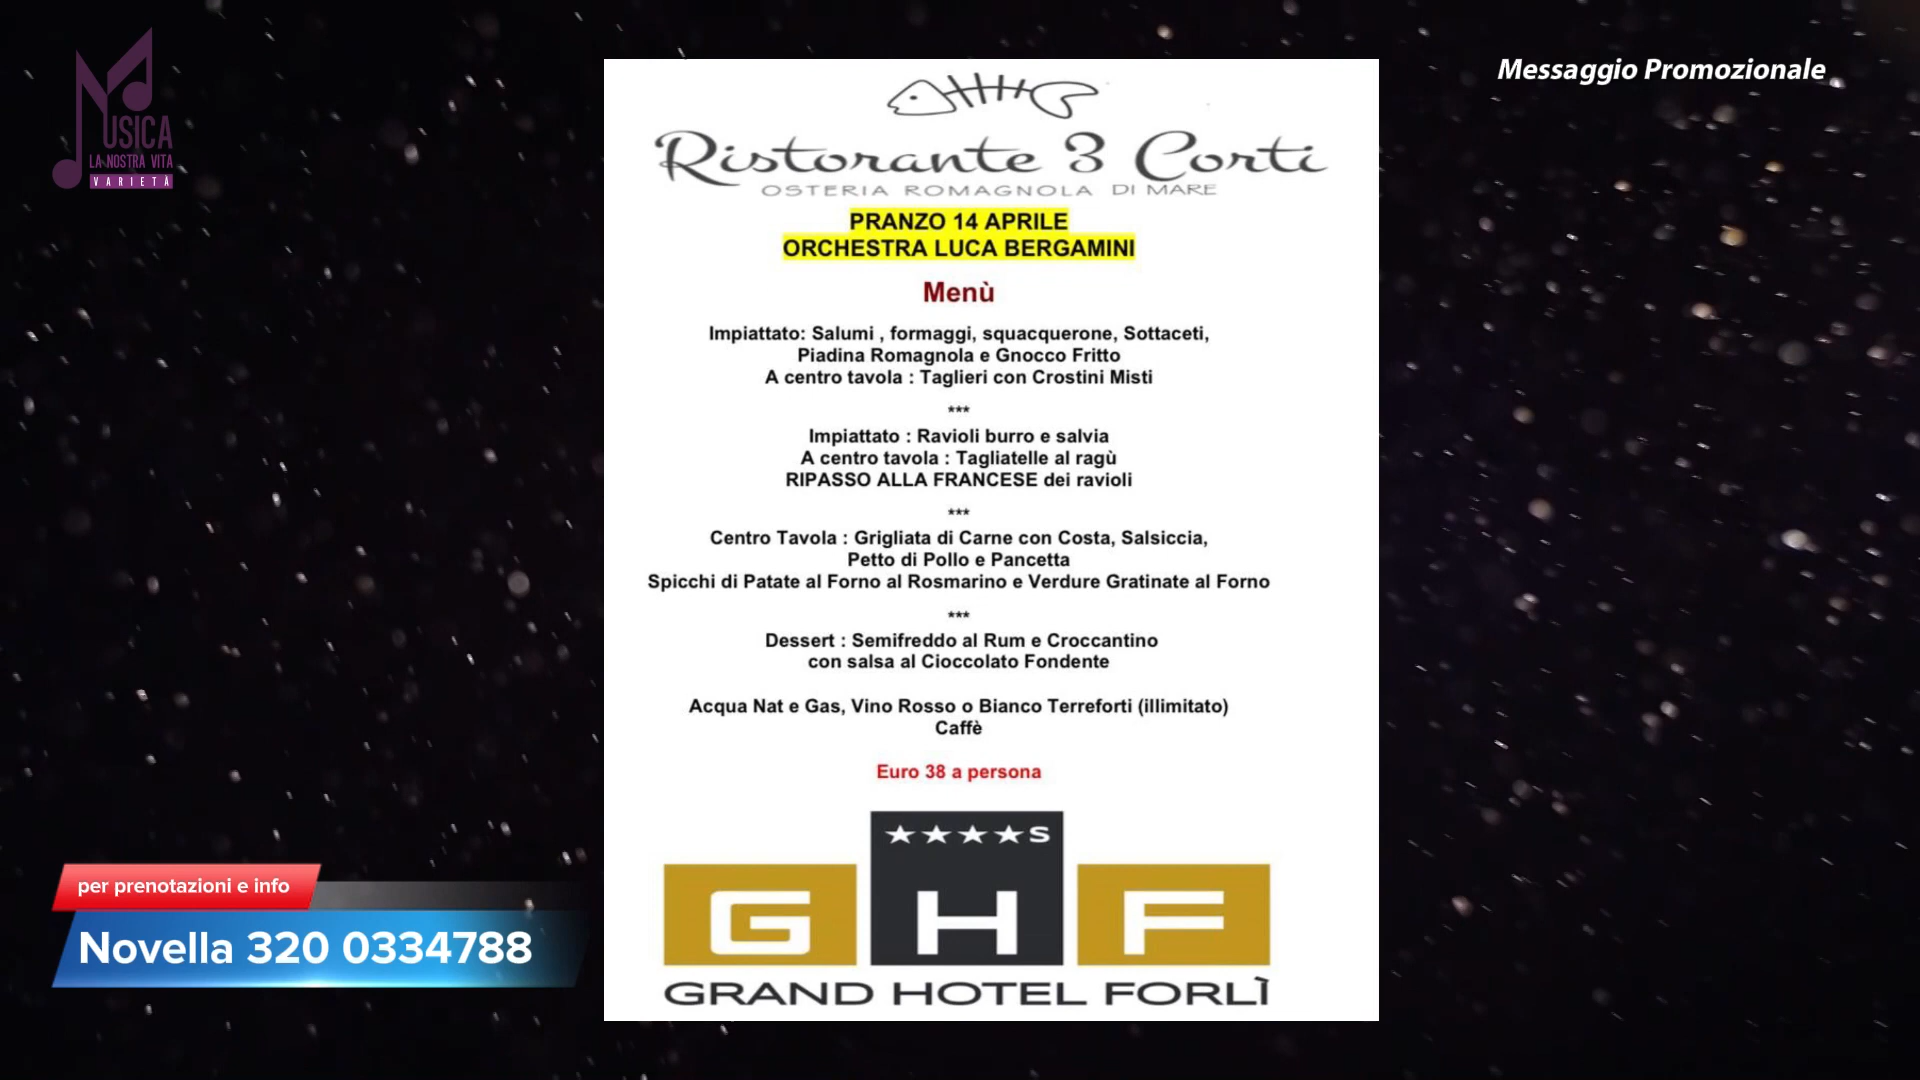 MUSICA
LA NOSTRA VITA
VARIETÀ
Messaggio Promozionale
Ristorante 3 Corti
OSTERIA ROMAGNOLA DI MARE
PRANZO 14 APRILE
ORCHESTRA LUCA BERGAMINI
Menù
Impiattato: Salumi , formaggi, squacquerone, Sottaceti,
Piadina Romagnola e Gnocco Fritto
A centro tavola : Taglieri con Crostini Misti
***
Impiattato : Ravioli burro e salvia
A centro tavola : Tagliatelle al ragù
RIPASSO ALLA FRANCESE dei ravioli
***
Centro Tavola : Grigliata di Carne con Costa, Salsiccia,
Petto di Pollo e Pancetta
Spicchi di Patate al Forno al Rosmarino e Verdure Gratinate al Forno
***
Dessert : Semifreddo al Rum e Croccantino
con salsa al Cioccolato Fondente
Acqua Nat e Gas, Vino Rosso o Bianco Terreforti (illimitato)
Caffè
Euro 38 a persona
★★★★S
GHF
GRAND HOTEL FORLÌ
per prenotazioni e info
Novella 320 0334788